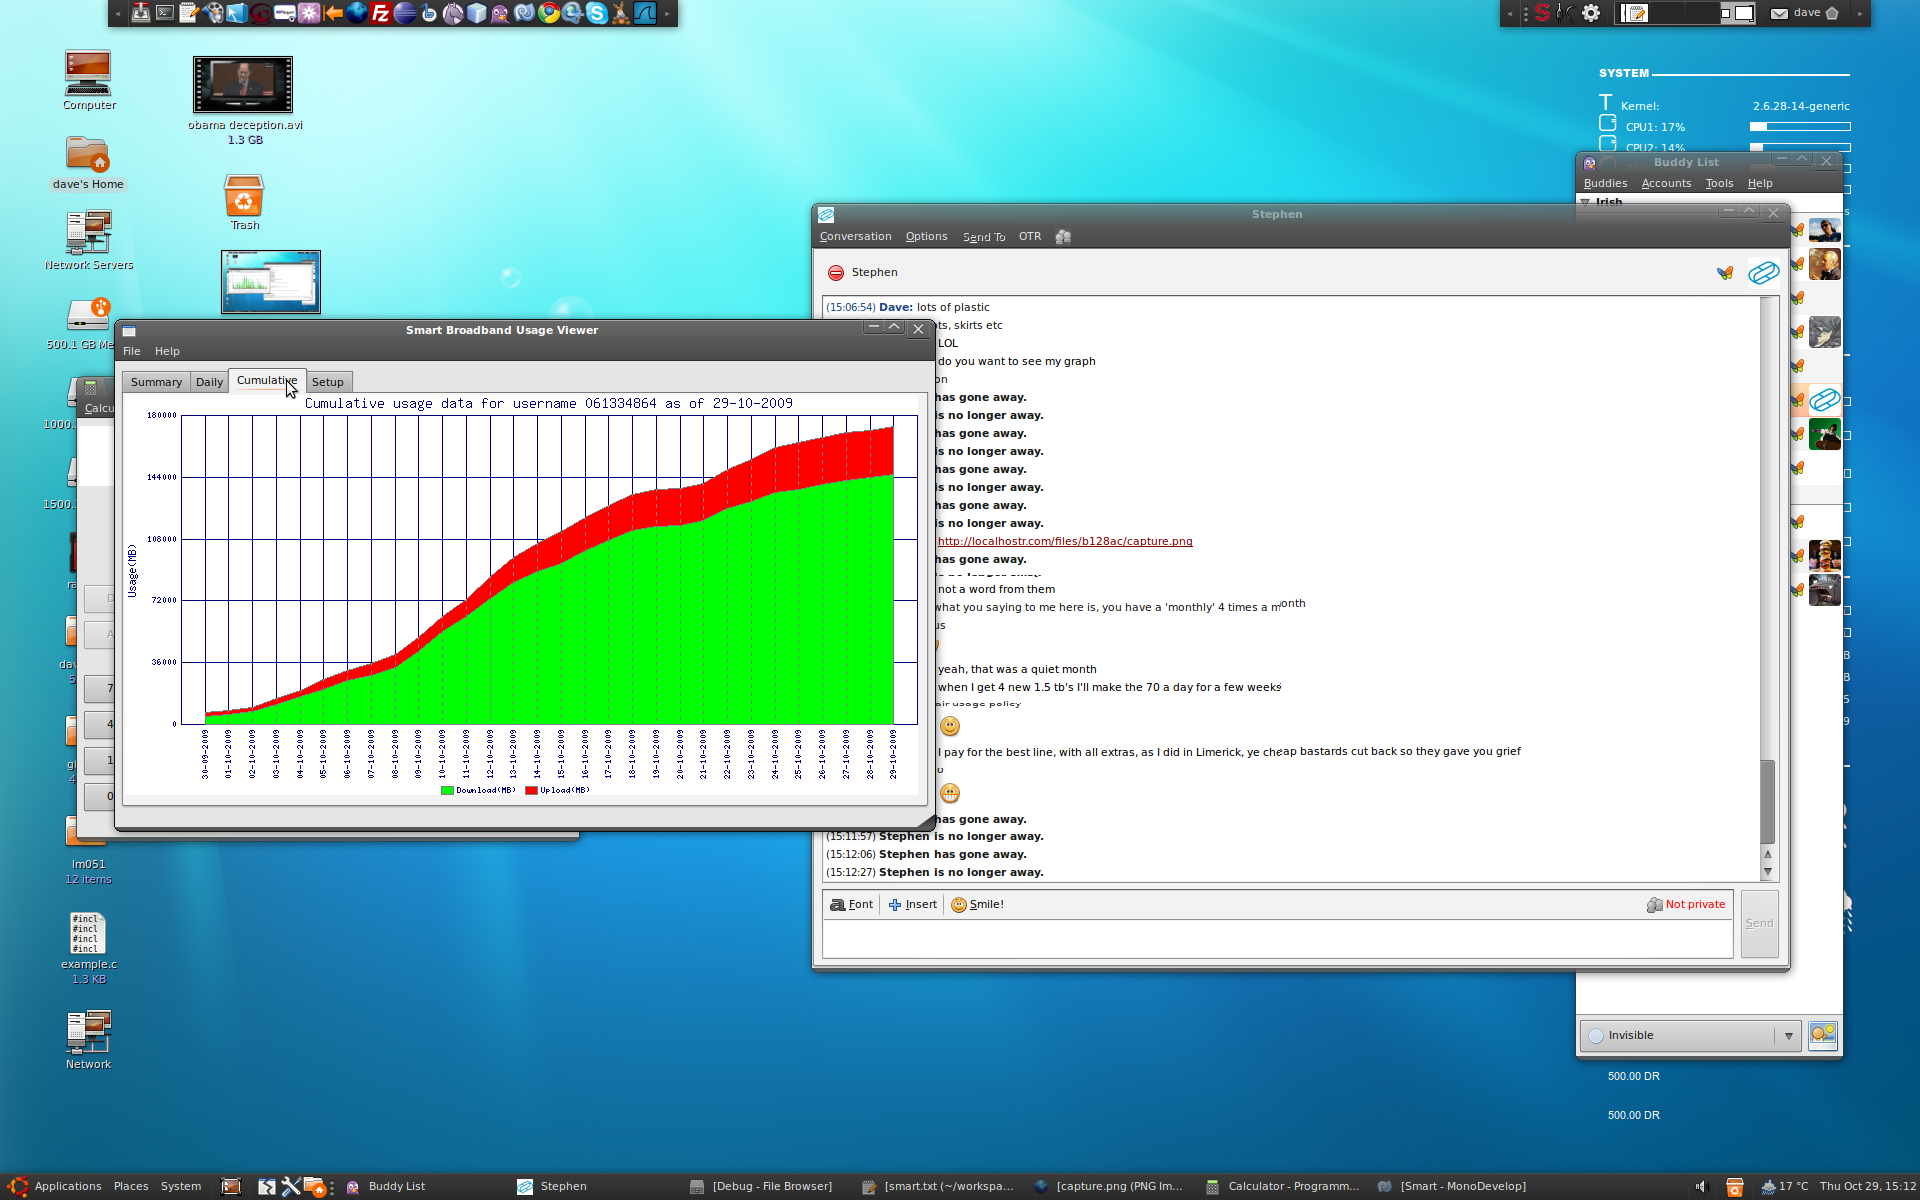 dave
Computer
obama deception.avi
1.3 GB
dave's Home
Trash
Network Servers
500.1 GB Me
1000.
1500.
lm051
12 items
#incl
#incl
#incl
#incl
example.c
1.3 KB
Network
SYSTEM
Kernel: 2.6.28-14-generic
CPU1: 17%
CPU2: 14%
Buddy List
Buddies Accounts Tools Help
Irish
Invisible
500.00 DR
500.00 DR
Smart Broadband Usage Viewer
File Help
Summary Daily Cumulative Setup
Cumulative usage data for username 061334864 as of 29-10-2009
Usage(MB)
180000
144000
108000
72000
36000
0
30-09-2009 01-10-2009 02-10-2009 03-10-2009 04-10-2009 05-10-2009 06-10-2009 07-10-2009 08-10-2009 09-10-2009 10-10-2009 11-10-2009 12-10-2009 13-10-2009 14-10-2009 15-10-2009 16-10-2009 17-10-2009 18-10-2009 19-10-2009 20-10-2009 21-10-2009 22-10-2009 23-10-2009 24-10-2009 25-10-2009 26-10-2009 27-10-2009 28-10-2009 29-10-2009
Download(MB) Upload(MB)
Calcu
7
4
1
0
Stephen
Conversation Options Send To OTR
Stephen
(15:06:54) Dave: lots of plastic
ts, skirts etc
LOL
do you want to see my graph
on
has gone away.
is no longer away.
has gone away.
is no longer away.
has gone away.
is no longer away.
has gone away.
is no longer away.
http://localhostr.com/files/b128ac/capture.png
has gone away.
not a word from them
what you saying to me here is, you have a 'monthly' 4 times a month
us
yeah, that was a quiet month
when I get 4 new 1.5 tb's I'll make the 70 a day for a few weeks
air usage policy
I pay for the best line, with all extras, as I did in Limerick, ye cheap bastards cut back so they gave you grief
has gone away.
(15:11:57) Stephen is no longer away.
(15:12:06) Stephen has gone away.
(15:12:27) Stephen is no longer away.
Font Insert Smile! Not private
Send
Applications Places System Buddy List Stephen [Debug - File Browser] [smart.txt (~/workspa... [capture.png (PNG Im... Calculator - Programm... [Smart - MonoDevelop] 17 °C Thu Oct 29, 15:12